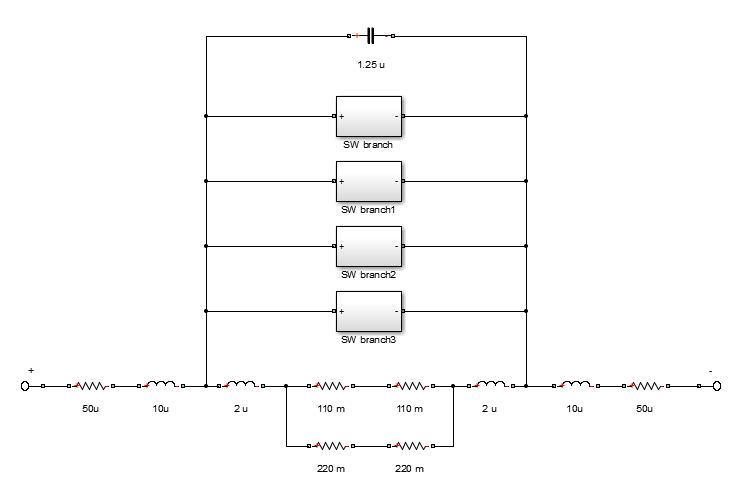 1.25 u
+ -
SW branch
+ -
SW branch1
+ -
SW branch2
+ -
SW branch3
+ -
50u 10u 2 u 110 m 110 m 2 u 10u 50u
220 m 220 m